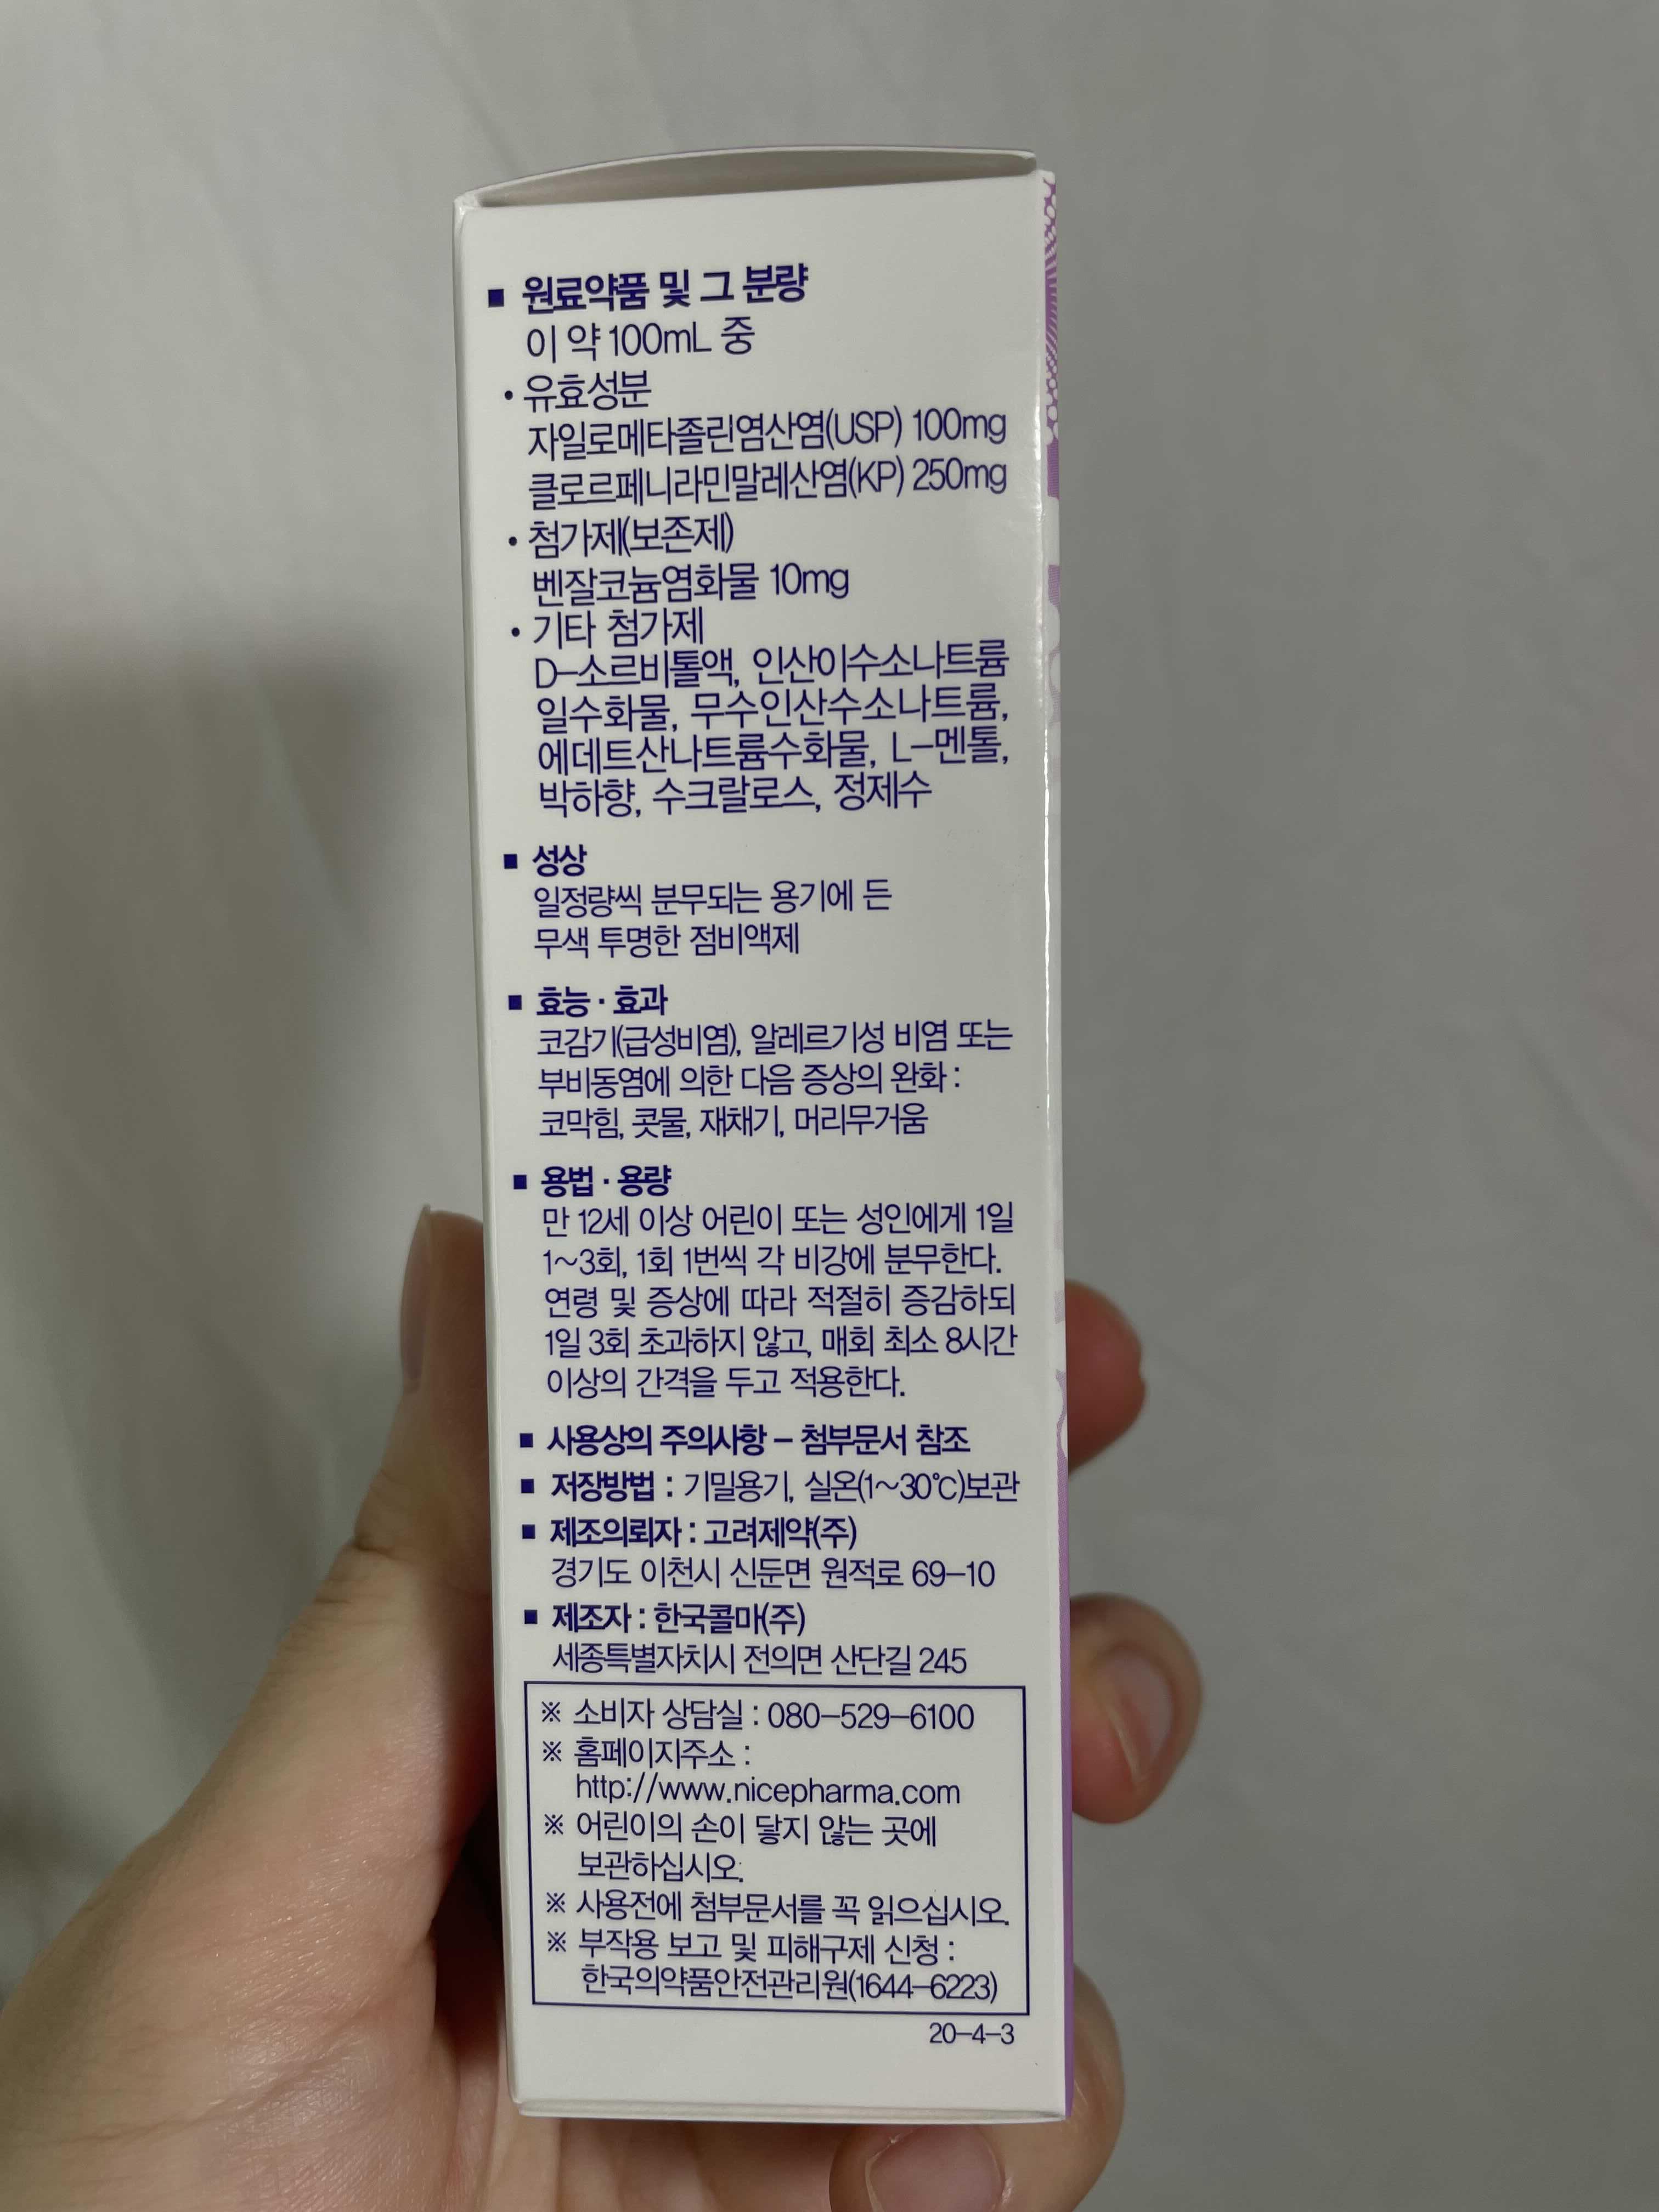 ■ 원료약품 및 그 분량
이 약 100mL 중
• 유효성분
자일로메타졸린염산염(USP) 100mg
클로르페니라민말레산염(KP) 250mg
• 첨가제(보존제)
벤잘코늄염화물 10mg
• 기타 첨가제
D-소르비톨액, 인산이수소나트륨
일수화물, 무수인산수소나트륨,
에데트산나트륨수화물, L-멘톨,
박하향, 수크랄로스, 정제수
■ 성상
일정량씩 분무되는 용기에 든
무색 투명한 점비액제
■ 효능·효과
코감기(급성비염), 알레르기성 비염 또는
부비동염에 의한 다음 증상의 완화 :
코막힘, 콧물, 재채기, 머리무거움
■ 용법·용량
만 12세 이상 어린이 또는 성인에게 1일
1~3회, 1회 1번씩 각 비강에 분무한다.
연령 및 증상에 따라 적절히 증감하되
1일 3회 초과하지 않고, 매회 최소 8시간
이상의 간격을 두고 적용한다.
■ 사용상의 주의사항 – 첨부문서 참조
■ 저장방법 : 기밀용기, 실온(1~30℃)보관
■ 제조의뢰자 : 고려제약(주)
경기도 이천시 신둔면 원적로 69-10
■ 제조자 : 한국콜마(주)
세종특별자치시 전의면 산단길 245
※ 소비자 상담실 : 080-529-6100
※ 홈페이지주소 :
http://www.nicepharma.com
※ 어린이의 손이 닿지 않는 곳에
보관하십시오.
※ 사용전에 첨부문서를 꼭 읽으십시오.
※ 부작용 보고 및 피해구제 신청 :
한국의약품안전관리원(1644-6223)
20-4-3